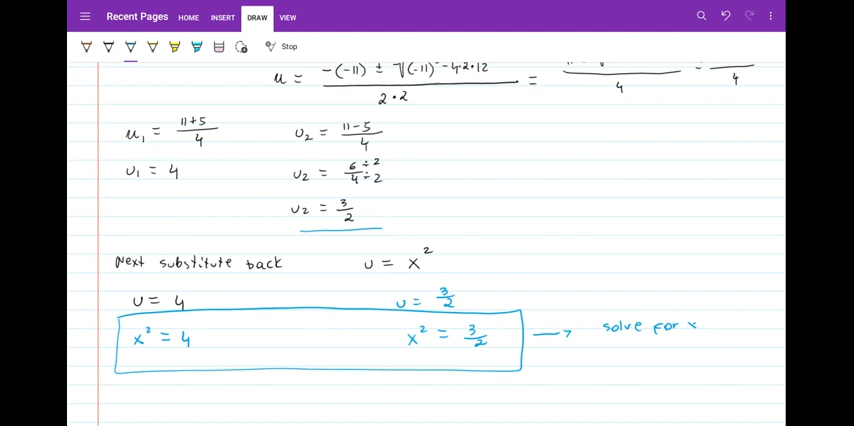 Recent Pages HOME INSERT DRAW VIEW
Stop
u = -(-11) ± √(-11)² - 4·2·12 / 2·2 = / 4 = / 4
u₁ = 11+5 / 4 u₂ = 11-5 / 4
u₁ = 4 u₂ = 6÷2 / 4÷2
u₂ = 3/2
Next substitute back u = x²
u = 4 u = 3/2
x² = 4 x² = 3/2 → solve for x